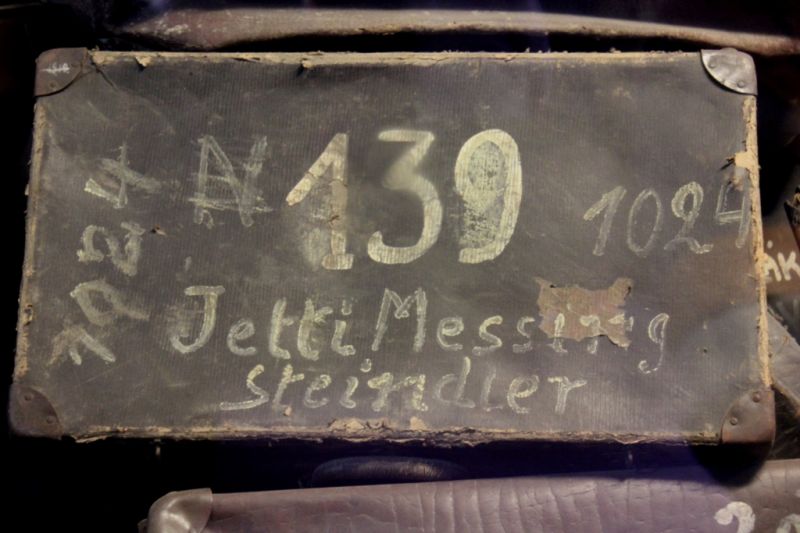 N 139
1024
Jetti Messing
Steindler